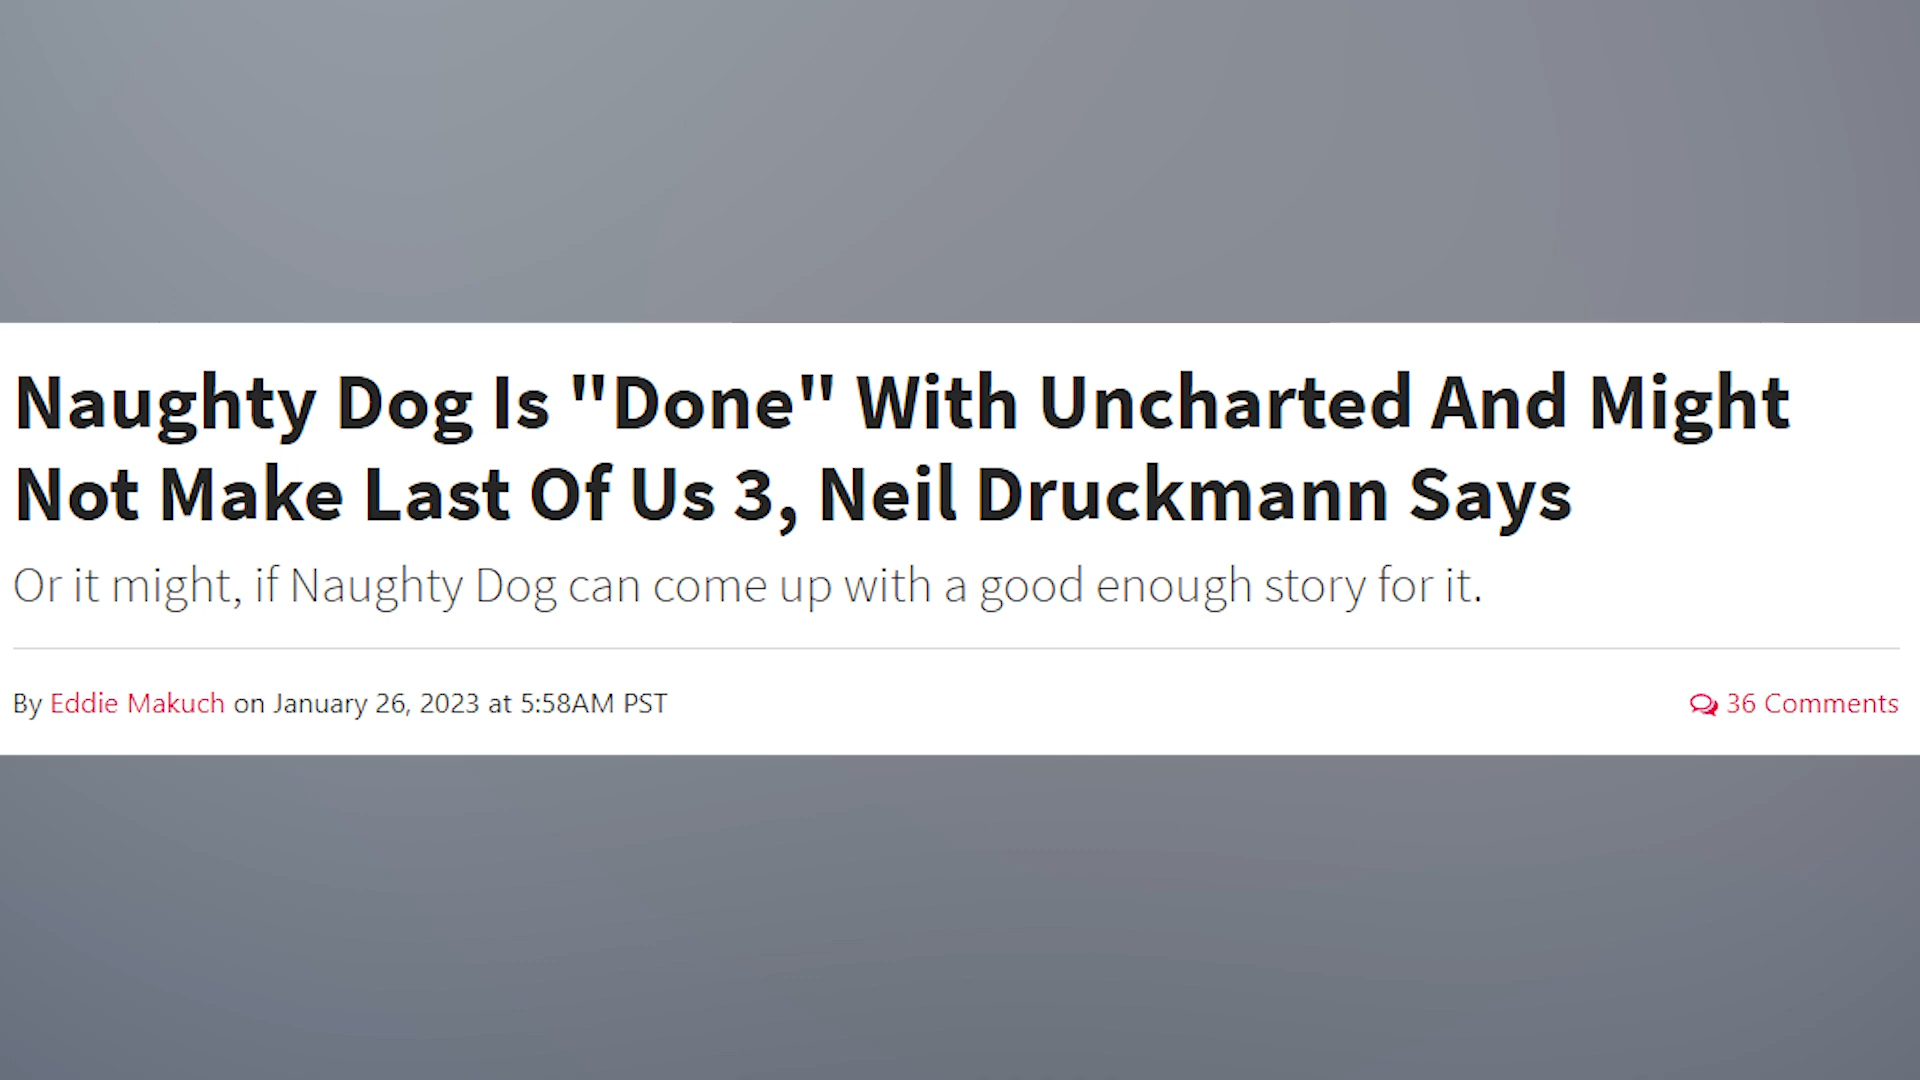 Naughty Dog Is "Done" With Uncharted And Might
Not Make Last Of Us 3, Neil Druckmann Says
Or it might, if Naughty Dog can come up with a good enough story for it.
By Eddie Makuch on January 26, 2023 at 5:58AM PST
36 Comments